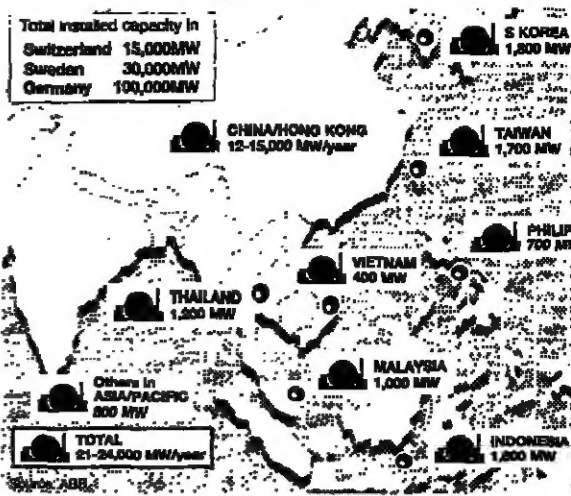 Total installed capacity in
Switzerland 15,000MW
Sweden 30,000MW
Germany 100,000MW
S KOREA
1,800 MW
CHINA/HONG KONG
12-15,000 MW/year
TAIWAN
1,700 MW
PHILIP
700 MW
VIETNAM
400 MW
THAILAND
1,200 MW
MALAYSIA
1,000 MW
Others in
ASIA/PACIFIC
800 MW
TOTAL
21-24,000 MW/year
INDONESIA
MW
Source: ABB